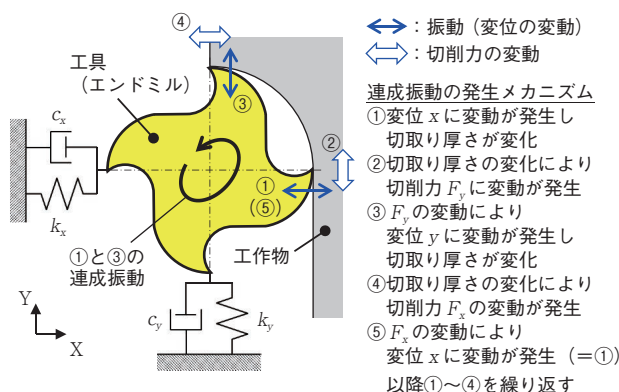 ④
工具
（エンドミル）
③
c_x
②
k_x
①
（⑤）
①と③の
連成振動
工作物
Y
X
c_y
k_y
：振動（変位の変動）
：切削力の変動
連成振動の発生メカニズム
①変位 x に変動が発生し
切取り厚さが変化
②切取り厚さの変化により
切削力 F_y に変動が発生
③ F_y の変動により
変位 y に変動が発生し
切取り厚さが変化
④切取り厚さの変化により
切削力 F_x の変動が発生
⑤ F_x の変動により
変位 x に変動が発生（＝①）
以降①～④を繰り返す